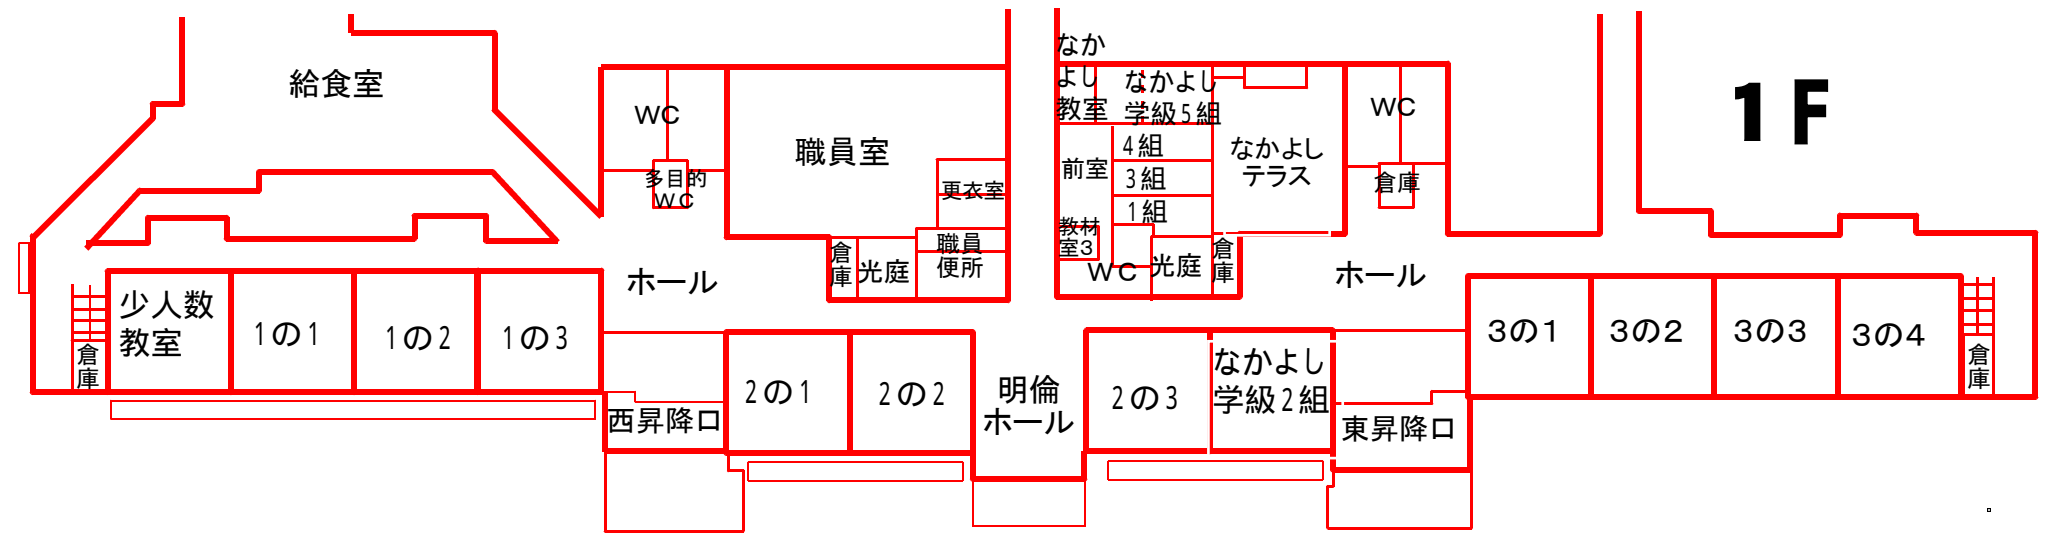 給食室
WC
多目的
WC
職員室
更衣室
職員
便所
倉
庫
光庭
ホール
なか
よし
教室
なかよし
学級5組
4組
3組
1組
前室
教材
室3
WC
光庭
倉
庫
なかよし
テラス
WC
倉庫
ホール
1F
少人数
教室
倉
庫
1の1
1の2
1の3
西昇降口
2の1
2の2
明倫
ホール
2の3
なかよし
学級2組
東昇降口
3の1
3の2
3の3
3の4
倉
庫